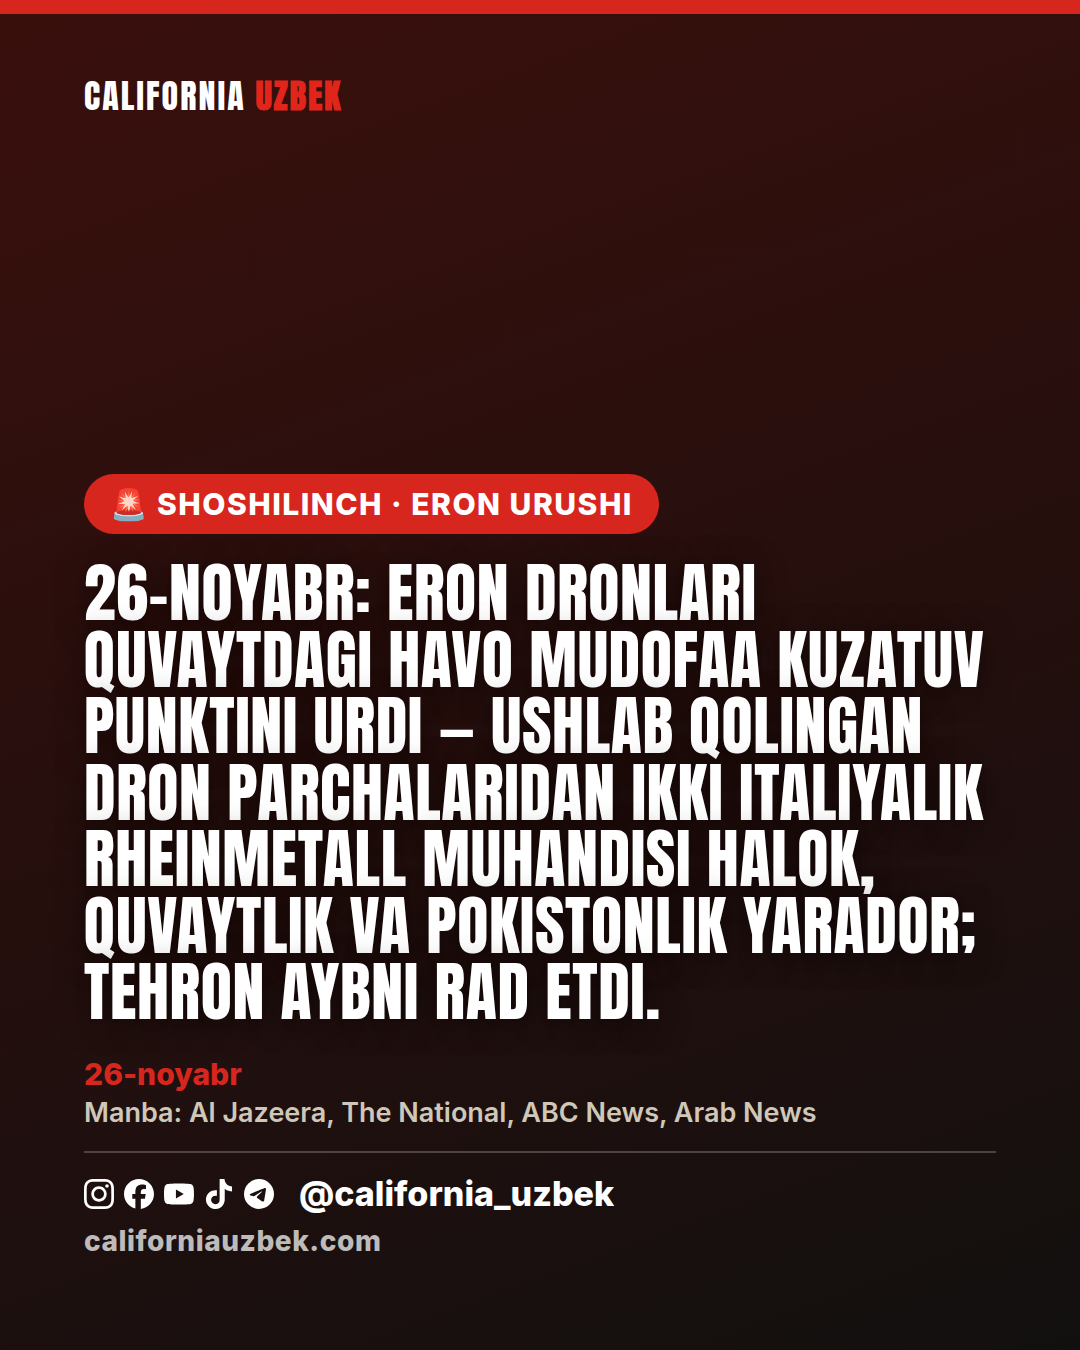 CALIFORNIA UZBEK
🚨 SHOSHILINCH · ERON URUSHI
26-NOYABR: ERON DRONLARI
QUVAYTDAGI HAVO MUDOFAA KUZATUV
PUNKTINI URDI — USHLAB QOLINGAN
DRON PARCHALARIDAN IKKI ITALIYALIK
RHEINMETALL MUHANDISI HALOK,
QUVAYTLIK VA POKISTONLIK YARADOR;
TEHRON AYBNI RAD ETDI.
26-noyabr
Manba: Al Jazeera, The National, ABC News, Arab News
@california_uzbek
californiauzbek.com